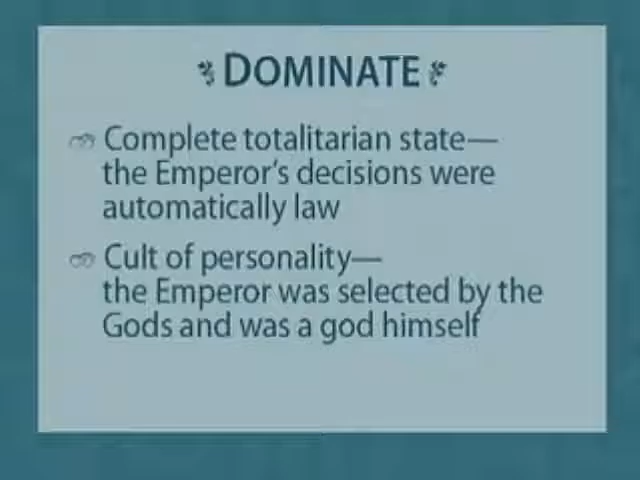 DOMINATE
Complete totalitarian state—
the Emperor's decisions were
automatically law
Cult of personality—
the Emperor was selected by the
Gods and was a god himself